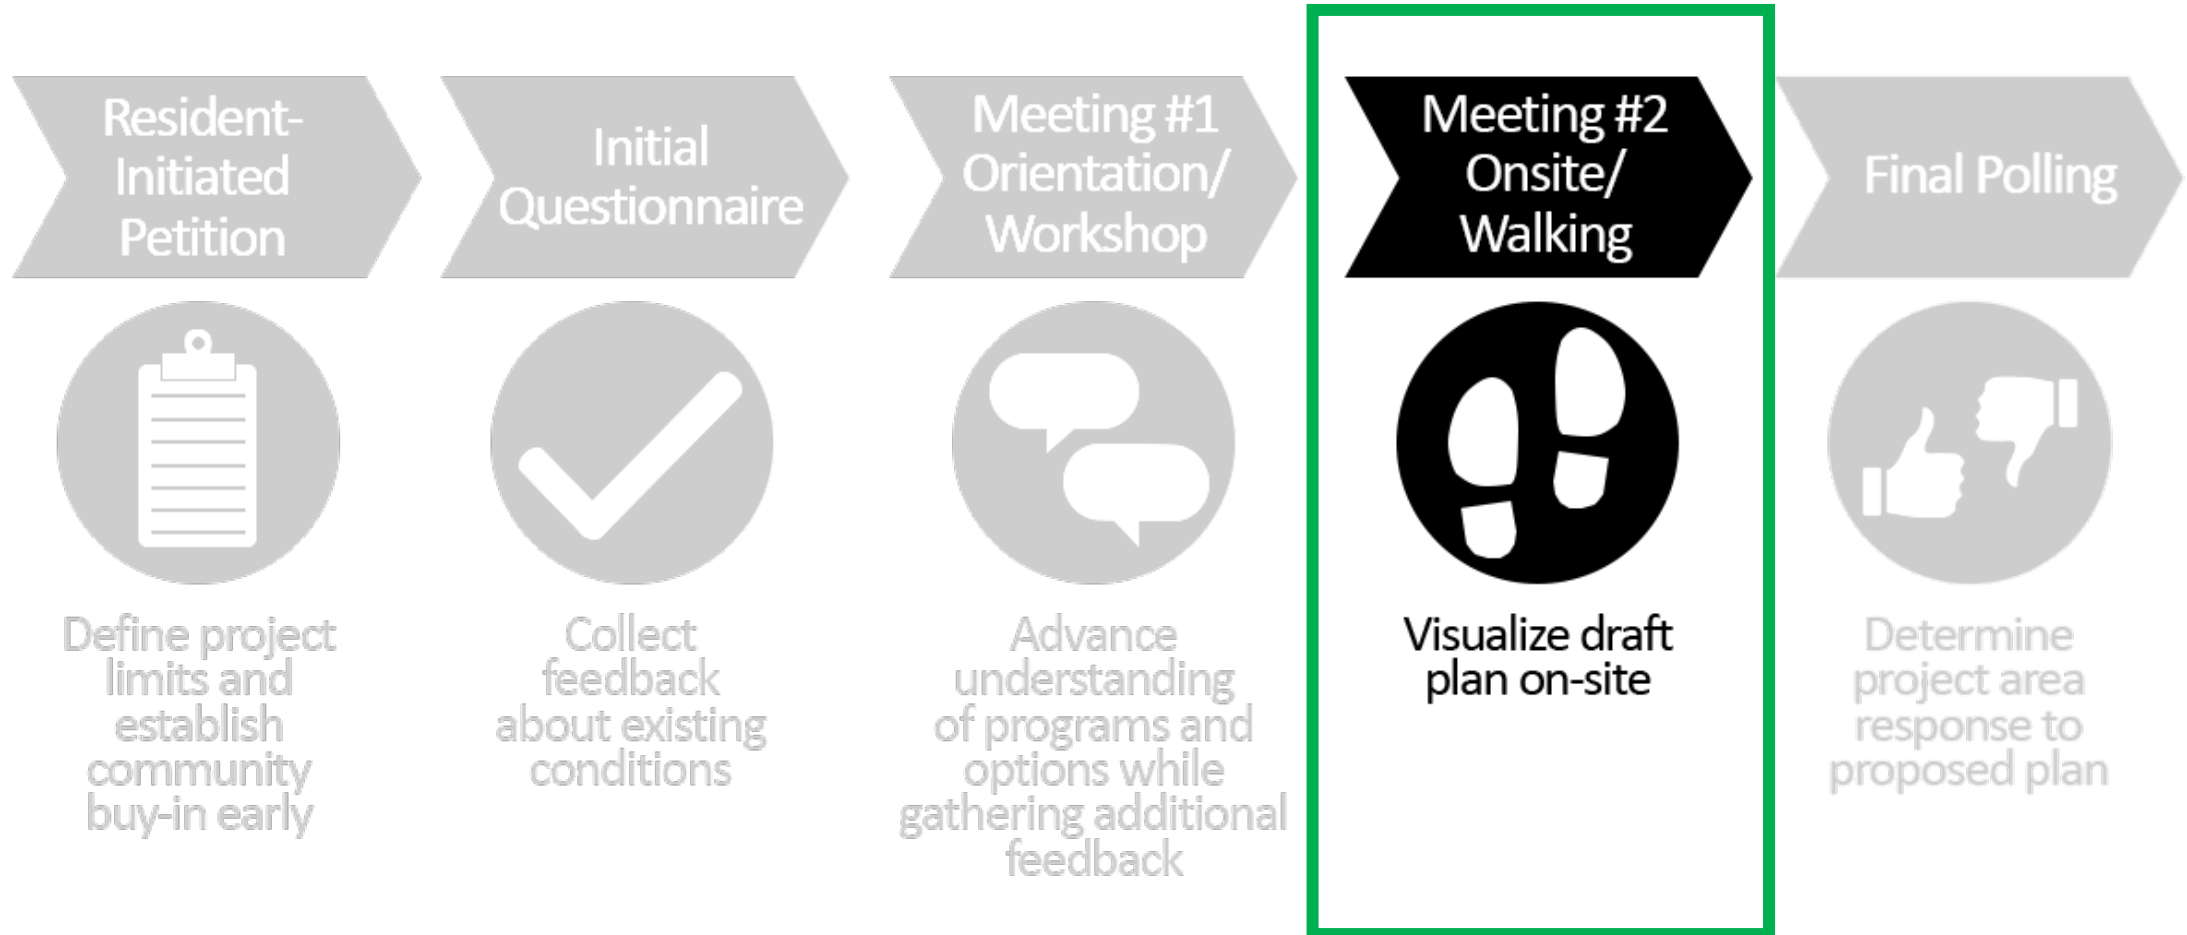 Resident-
Initiated
Petition
Initial
Questionnaire
Meeting #1
Orientation/
Workshop
Meeting #2
Onsite/
Walking
Final Polling
Define project
limits and
establish
community
buy-in early
Collect
feedback
about existing
conditions
Advance
understanding
of programs and
options while
gathering additional
feedback
Visualize draft
plan on-site
Determine
project area
response to
proposed plan